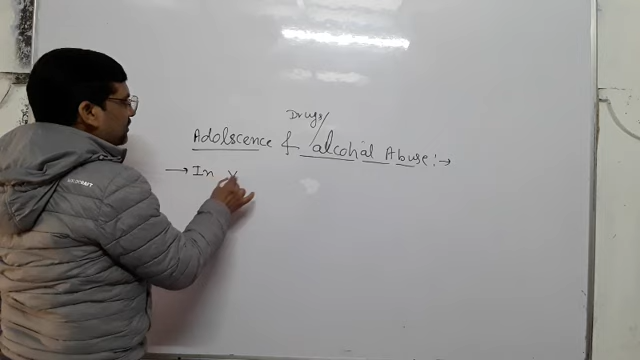 Drugs/
Adolscence & alcohal Abuse:→
→ In